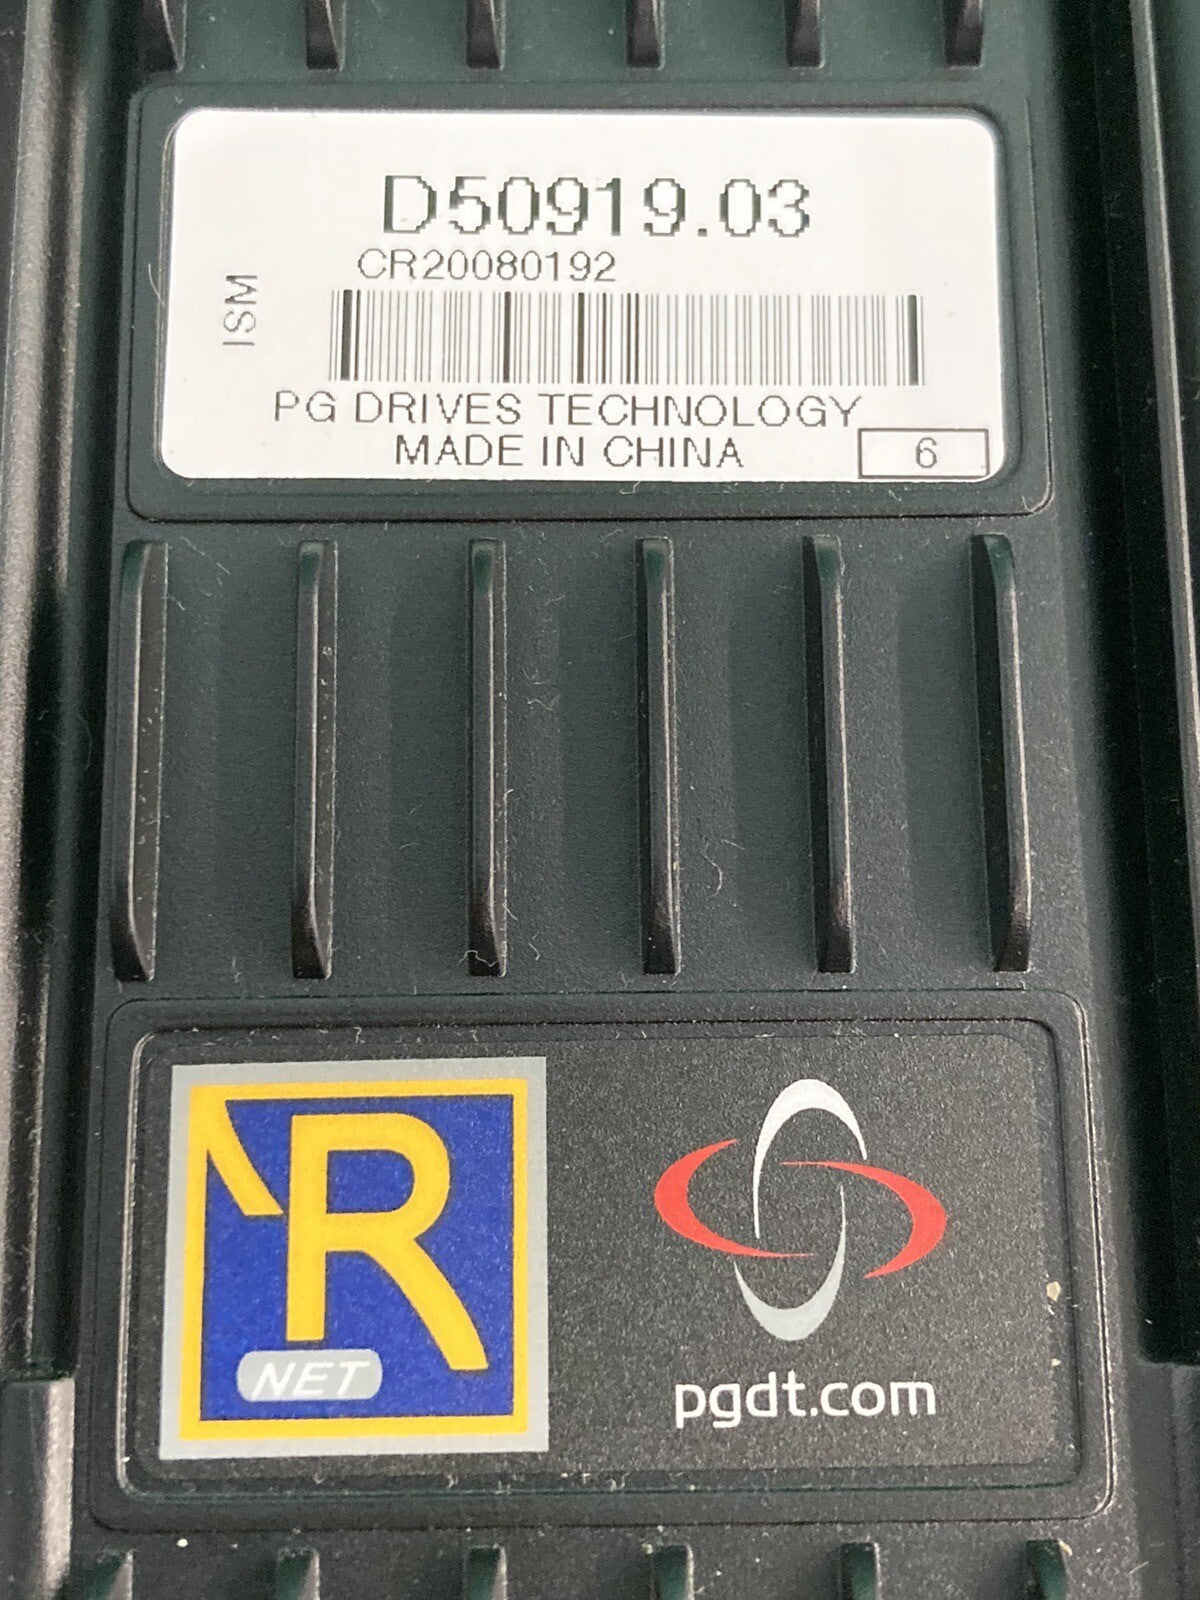 D50919.03
CR20080192
ISM
PG DRIVES TECHNOLOGY
MADE IN CHINA
6
R
NET
pgdt.com